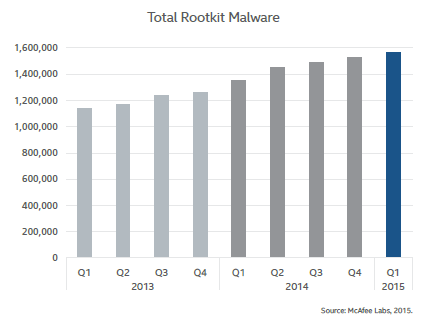 Total Rootkit Malware
1,600,000
1,400,000
1,200,000
1,000,000
800,000
600,000
400,000
200,000
0
Q1 Q2 Q3 Q4 Q1 Q2 Q3 Q4 Q1
2013 2014 2015
Source: McAfee Labs, 2015.